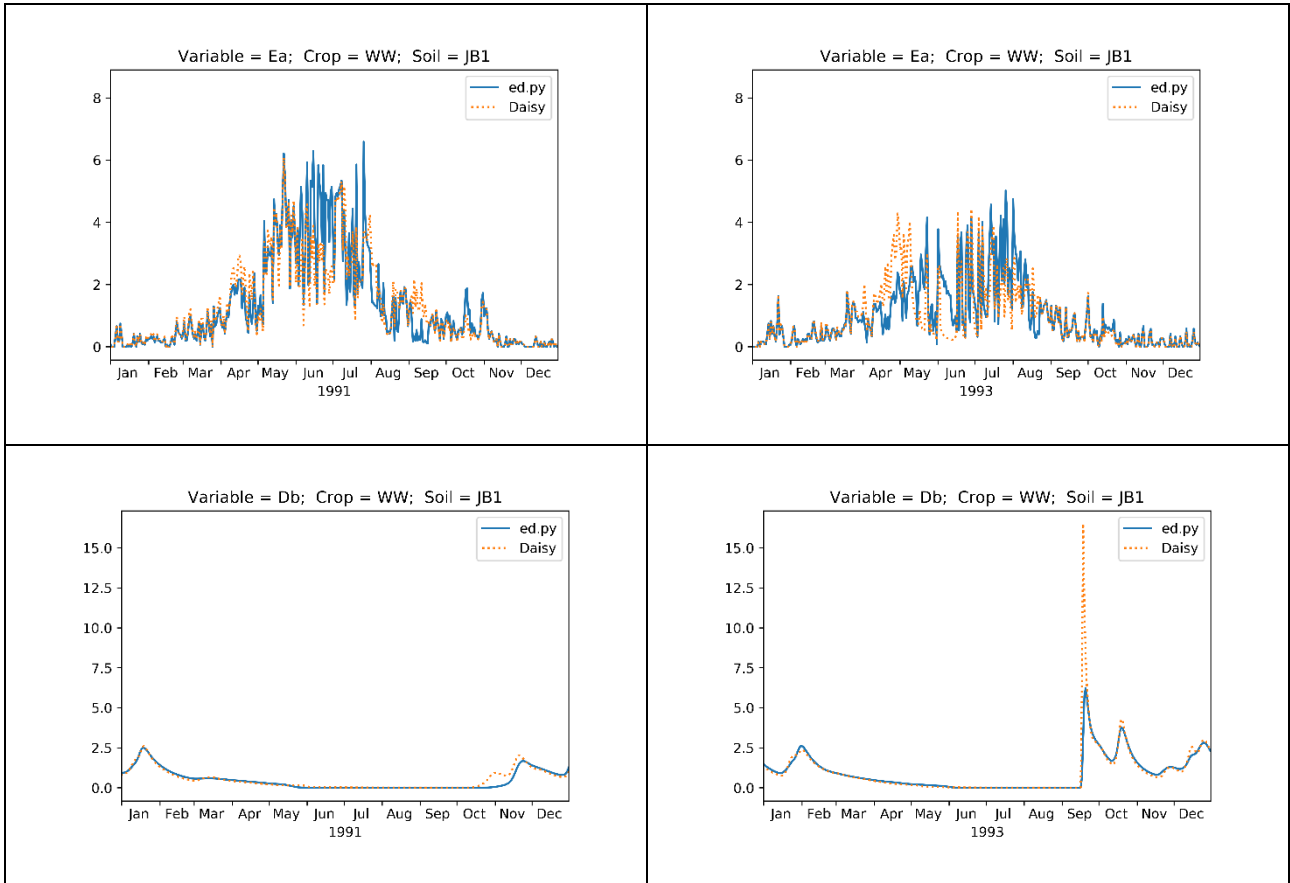 Variable = Ea; Crop = WW; Soil = JB1
ed.py
Daisy
8
6
4
2
0
Jan Feb Mar Apr May Jun Jul Aug Sep Oct Nov Dec
1991
Variable = Ea; Crop = WW; Soil = JB1
ed.py
Daisy
8
6
4
2
0
Jan Feb Mar Apr May Jun Jul Aug Sep Oct Nov Dec
1993
Variable = Db; Crop = WW; Soil = JB1
ed.py
Daisy
15.0
12.5
10.0
7.5
5.0
2.5
0.0
Jan Feb Mar Apr May Jun Jul Aug Sep Oct Nov Dec
1991
Variable = Db; Crop = WW; Soil = JB1
ed.py
Daisy
15.0
12.5
10.0
7.5
5.0
2.5
0.0
Jan Feb Mar Apr May Jun Jul Aug Sep Oct Nov Dec
1993